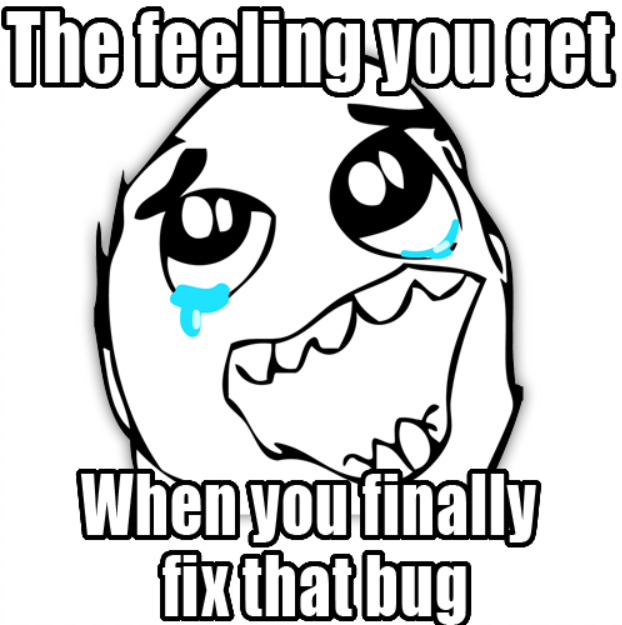 The feeling you get
When you finally
fix that bug